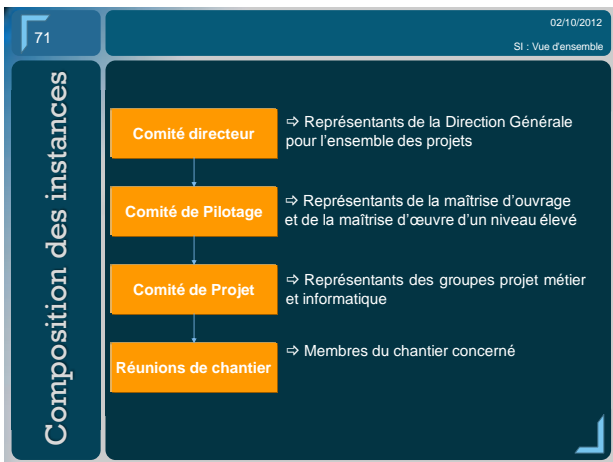 71
02/10/2012
SI : Vue d'ensemble
Composition des instances
Comité directeur
⇨ Représentants de la Direction Générale
pour l'ensemble des projets
Comité de Pilotage
⇨ Représentants de la maîtrise d'ouvrage
et de la maîtrise d'œuvre d'un niveau élevé
Comité de Projet
⇨ Représentants des groupes projet métier
et informatique
Réunions de chantier
⇨ Membres du chantier concerné